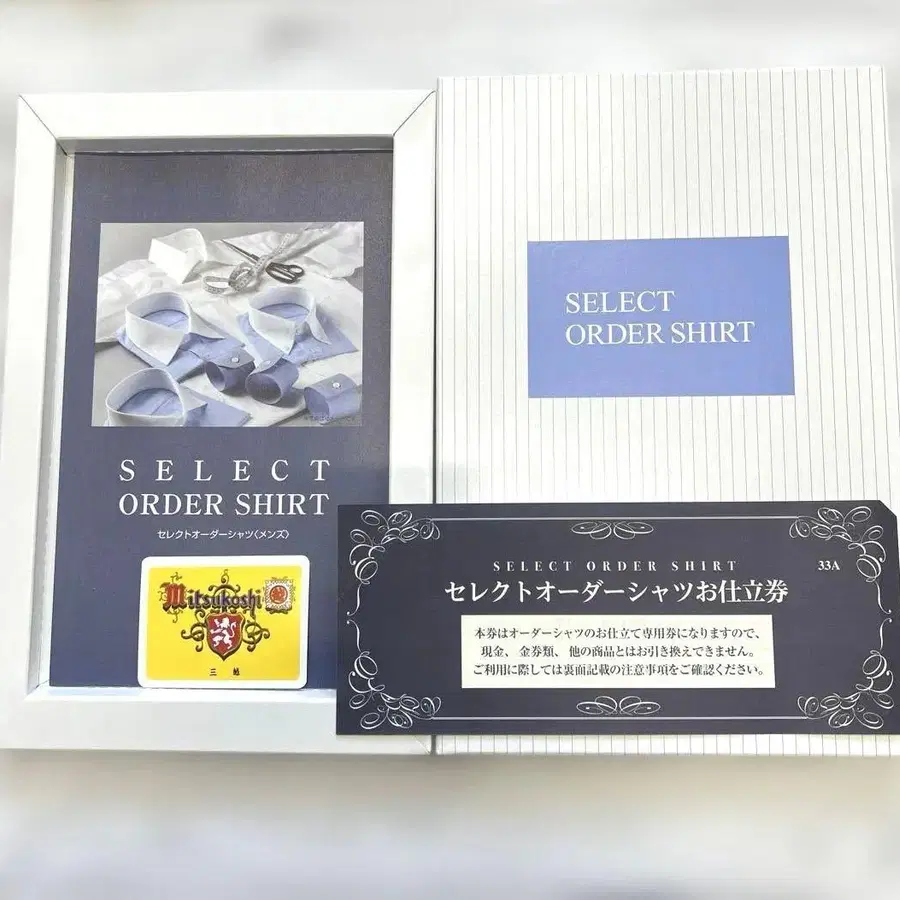 SELECT
ORDER SHIRT
セレクトオーダーシャツ〈メンズ〉
Mitsukoshi
三越
SELECT
ORDER SHIRT
SELECT ORDER SHIRT
33A
セレクトオーダーシャツお仕立券
本券はオーダーシャツのお仕立て専用券になりますので、
現金、金券類、他の商品とはお引き換えできません。
ご利用に際しては裏面記載の注意事項をご確認ください。